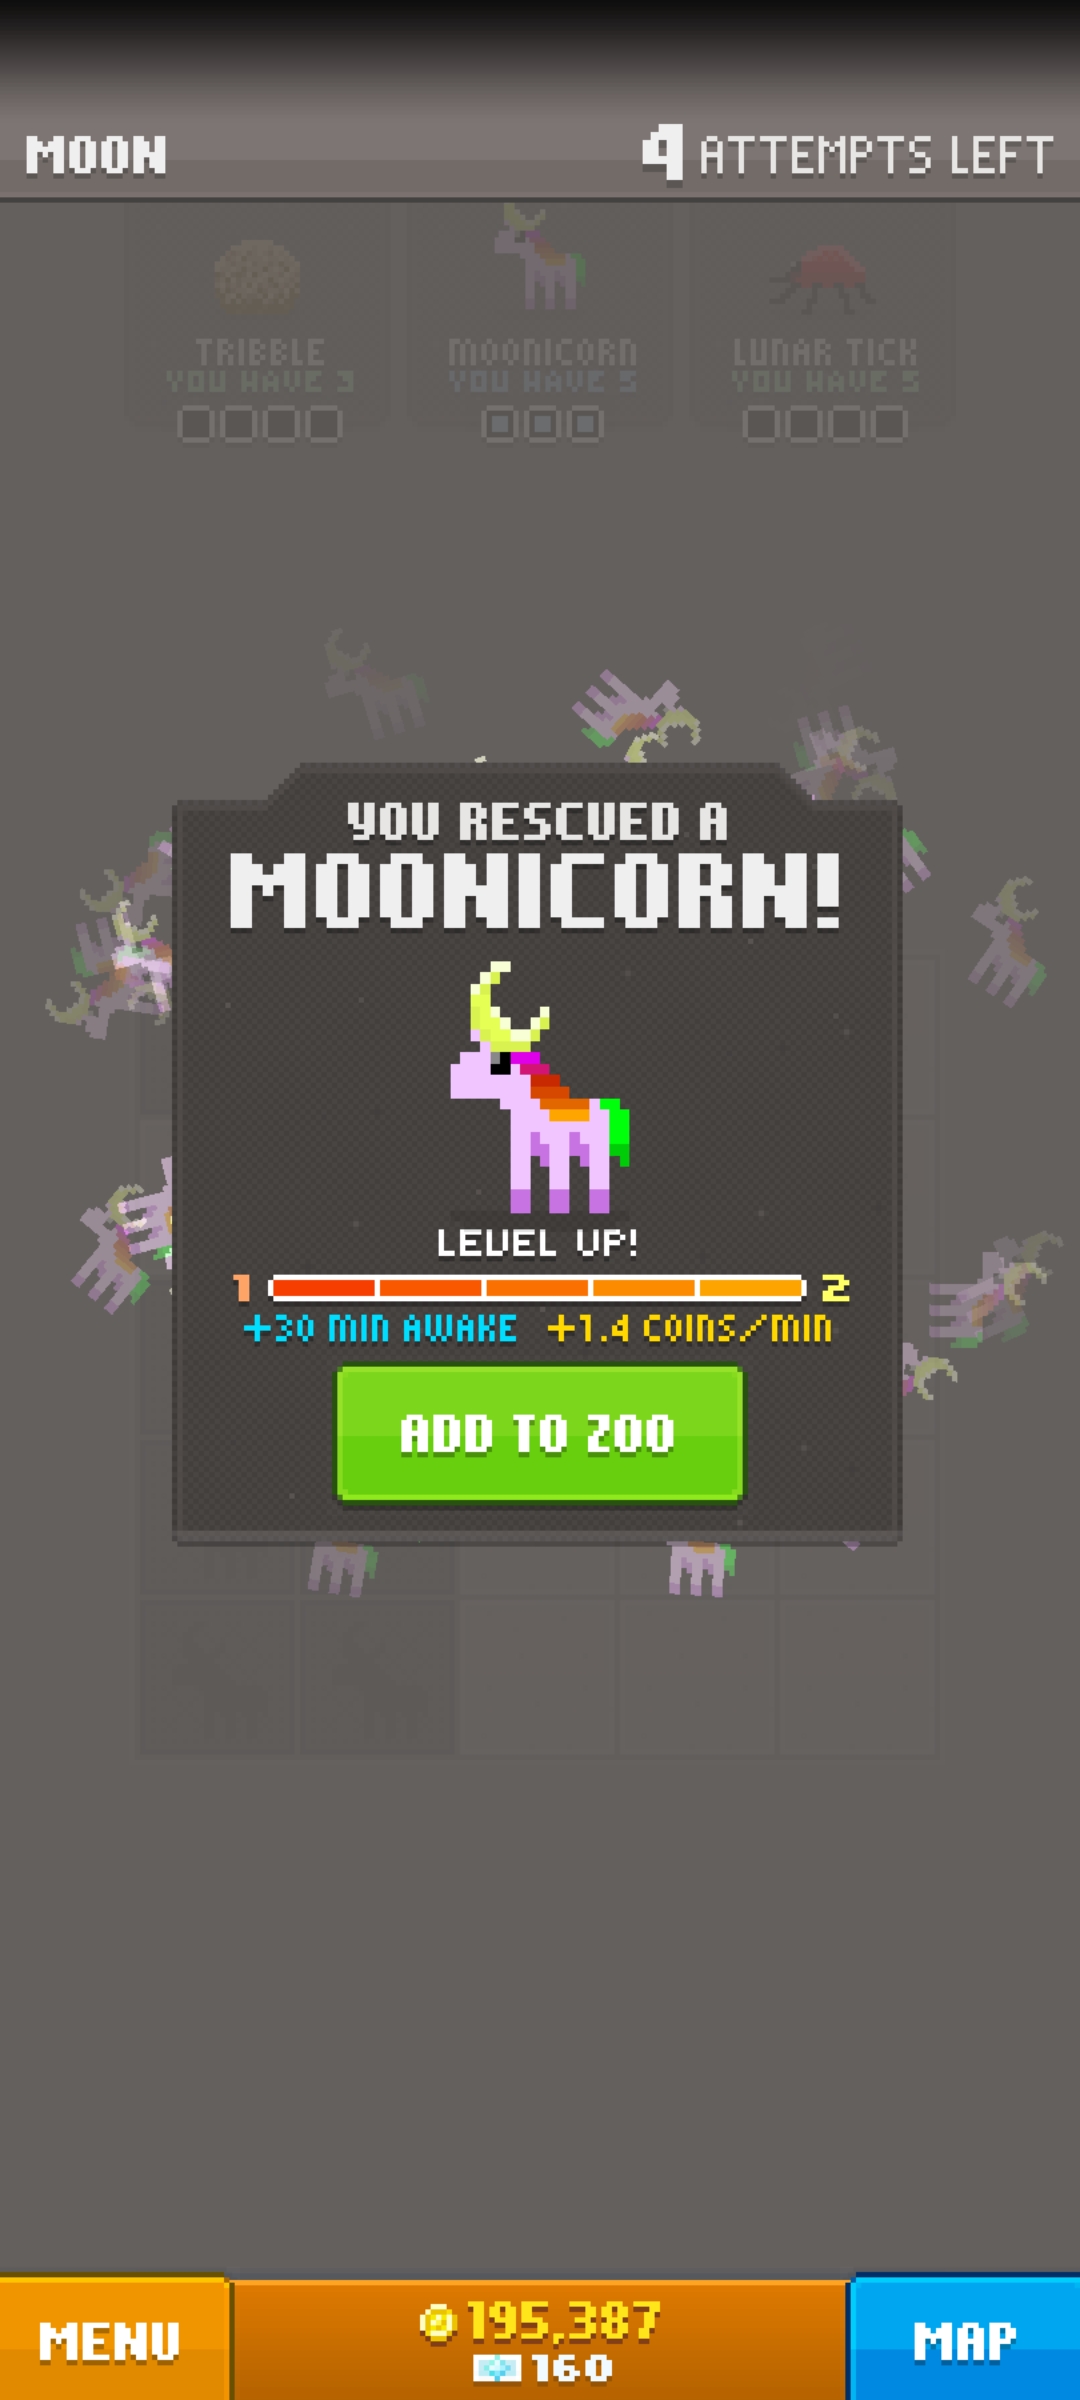 MOON
4 ATTEMPTS LEFT
TRIBBLE
YOU HAVE 3
MOONICORN
YOU HAVE 5
LUNAR TICK
YOU HAVE 5
YOU RESCUED A
MOONICORN!
LEVEL UP!
1 2
+30 MIN AWAKE +1.4 COINS/MIN
ADD TO ZOO
MENU
195,387
160
MAP